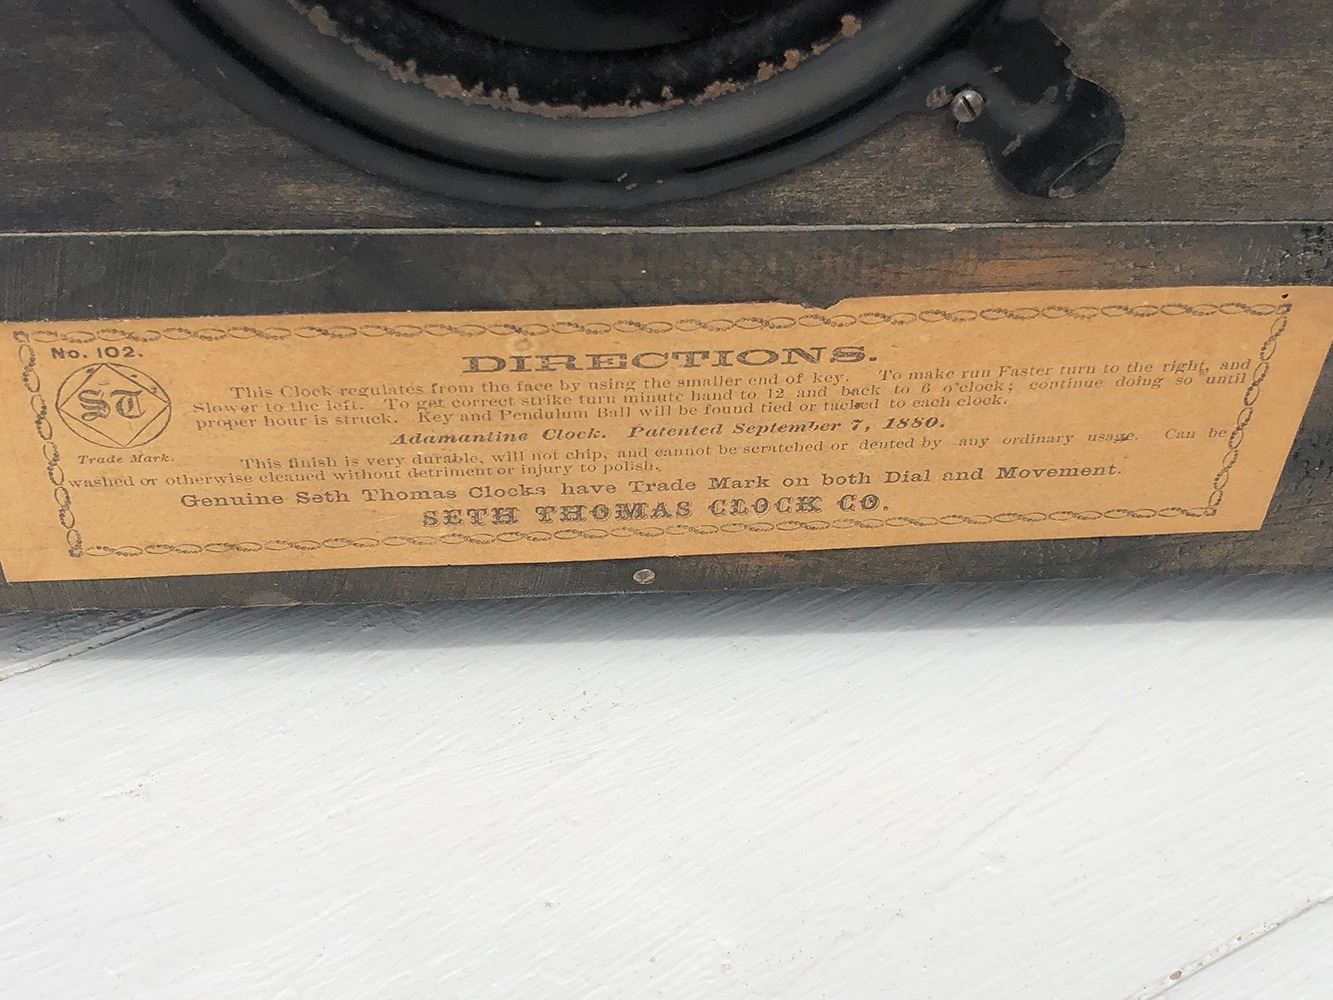 No. 102.
DIRECTIONS.
This Clock regulates from the face by using the smaller end of key. To make run Faster turn to the right, and
Slower to the left. To get correct strike turn minute hand to 12 and back to 6 o'clock; continue doing so until
proper hour is struck. Key and Pendulum Ball will be found tied or tacked to each clock.
ST
Trade Mark.
Adamantine Clock. Patented September 7, 1880.
This finish is very durable, will not chip, and cannot be scratched or dented by any ordinary usage. Can be
washed or otherwise cleaned without detriment or injury to polish.
Genuine Seth Thomas Clocks have Trade Mark on both Dial and Movement.
SETH THOMAS CLOCK CO.